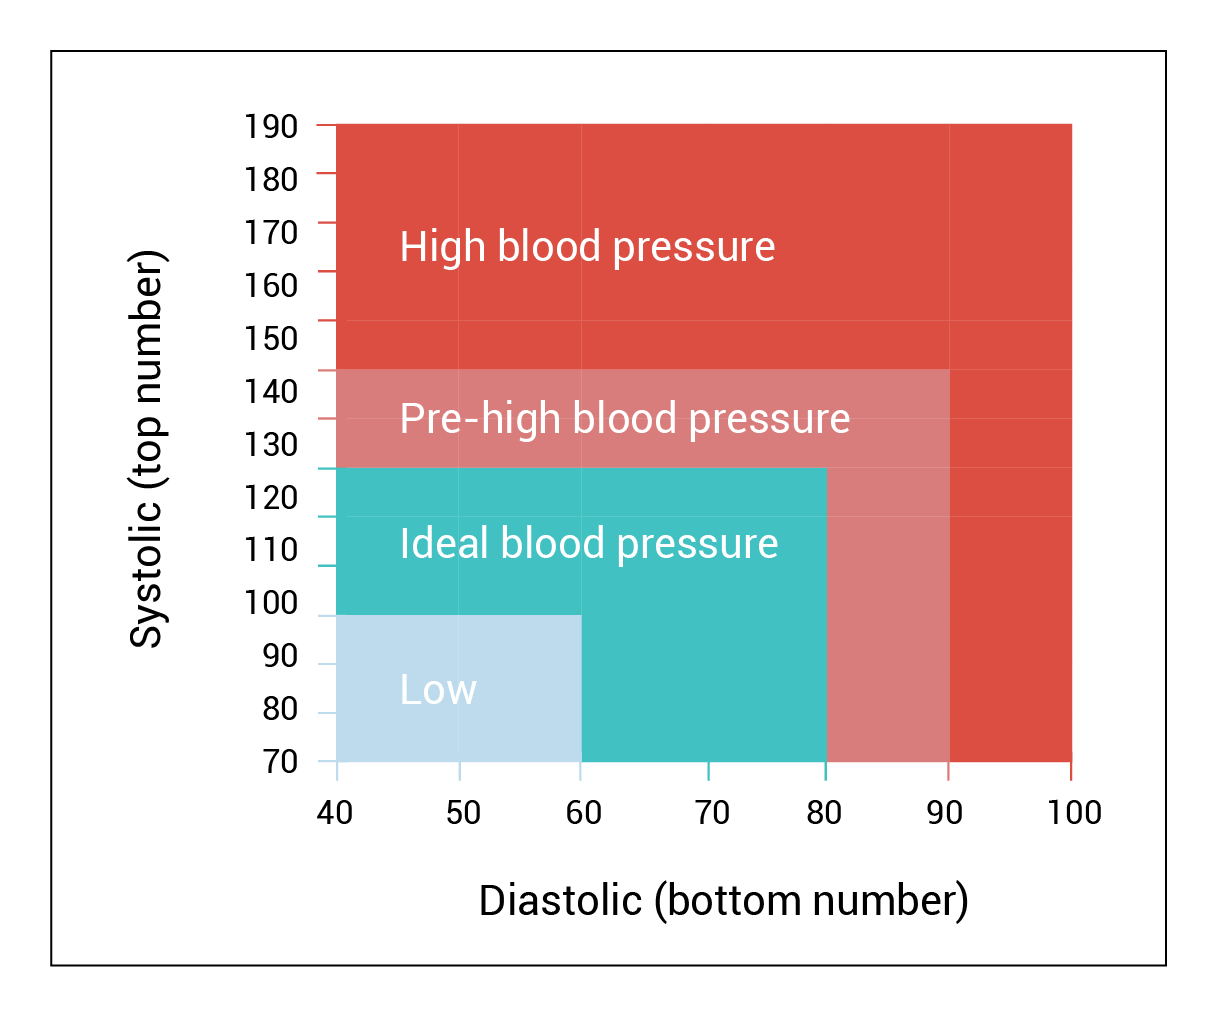 190
180
170
160
150
140
130
120
110
100
90
80
70
Systolic (top number)
High blood pressure
Pre-high blood pressure
Ideal blood pressure
Low
40 50 60 70 80 90 100
Diastolic (bottom number)